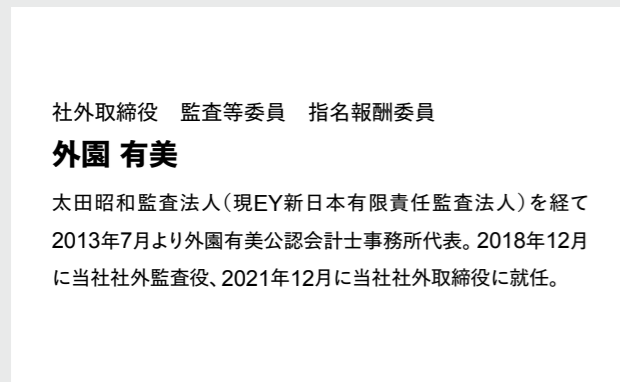 社外取締役　監査等委員　指名報酬委員
外園 有美
太田昭和監査法人（現EY新日本有限責任監査法人）を経て
2013年7月より外園有美公認会計士事務所代表。2018年12月
に当社社外監査役、2021年12月に当社社外取締役に就任。